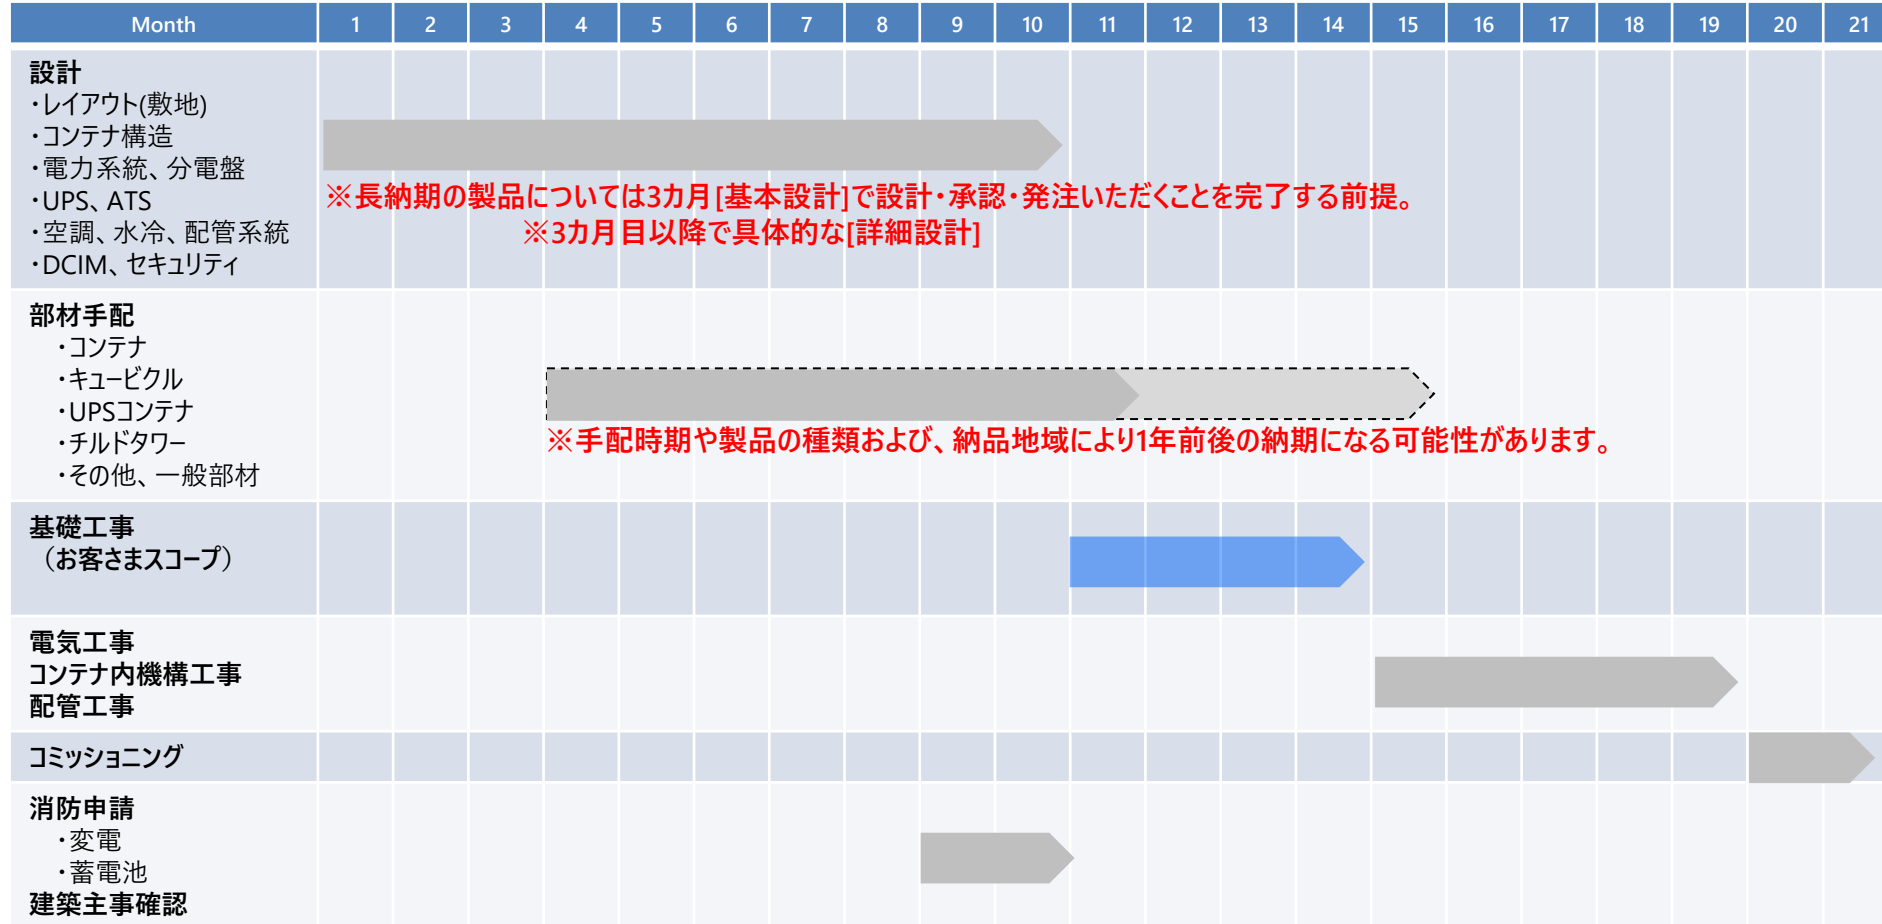 Month 1 2 3 4 5 6 7 8 9 10 11 12 13 14 15 16 17 18 19 20 21
設計
・レイアウト(敷地)
・コンテナ構造
・電力系統、分電盤
・UPS、ATS
・空調、水冷、配管系統
・DCIM、セキュリティ
※長納期の製品については3カ月[基本設計]で設計・承認・発注いただくことを完了する前提。
※3カ月目以降で具体的な[詳細設計]
部材手配
・コンテナ
・キュービクル
・UPSコンテナ
・チルドタワー
・その他、一般部材
※手配時期や製品の種類および、納品地域により1年前後の納期になる可能性があります。
基礎工事
（お客さまスコープ）
電気工事
コンテナ内機構工事
配管工事
コミッショニング
消防申請
・変電
・蓄電池
建築主事確認